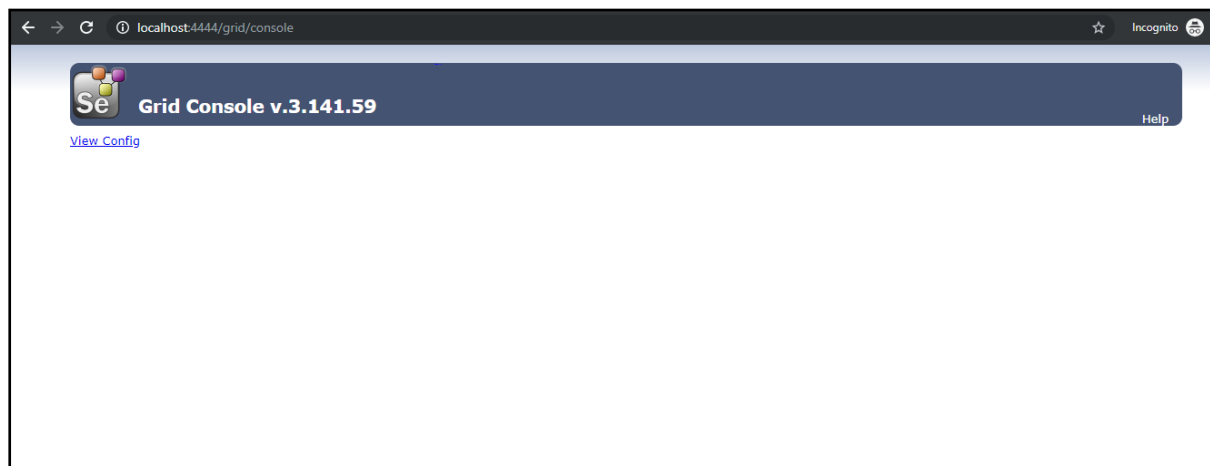 localhost:4444/grid/console
Incognito
Se
Grid Console v.3.141.59
Help
View Config